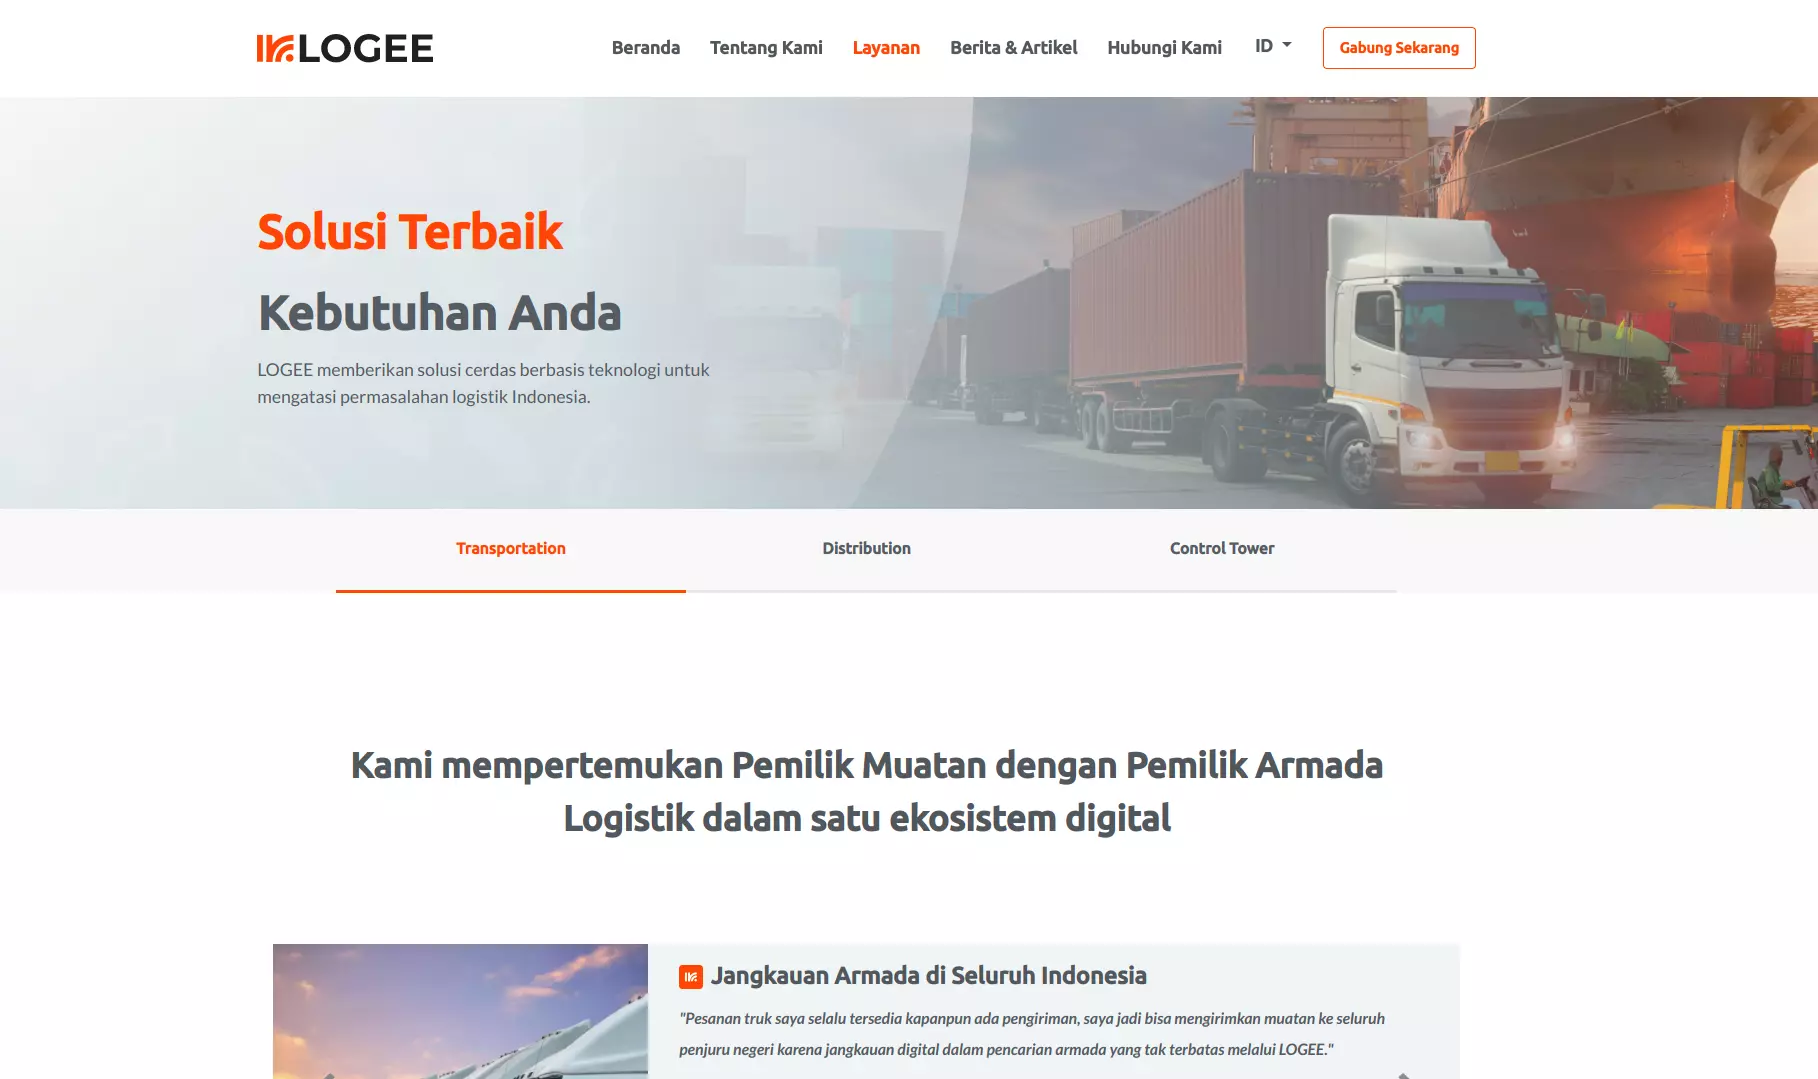 LOGEE
Beranda
Tentang Kami
Layanan
Berita & Artikel
Hubungi Kami
ID
Gabung Sekarang
Solusi Terbaik
Kebutuhan Anda
LOGEE memberikan solusi cerdas berbasis teknologi untuk
mengatasi permasalahan logistik Indonesia.
Transportation
Distribution
Control Tower
Kami mempertemukan Pemilik Muatan dengan Pemilik Armada
Logistik dalam satu ekosistem digital
Jangkauan Armada di Seluruh Indonesia
"Pesanan truk saya selalu tersedia kapanpun ada pengiriman, saya jadi bisa mengirimkan muatan ke seluruh
penjuru negeri karena jangkauan digital dalam pencarian armada yang tak terbatas melalui LOGEE."